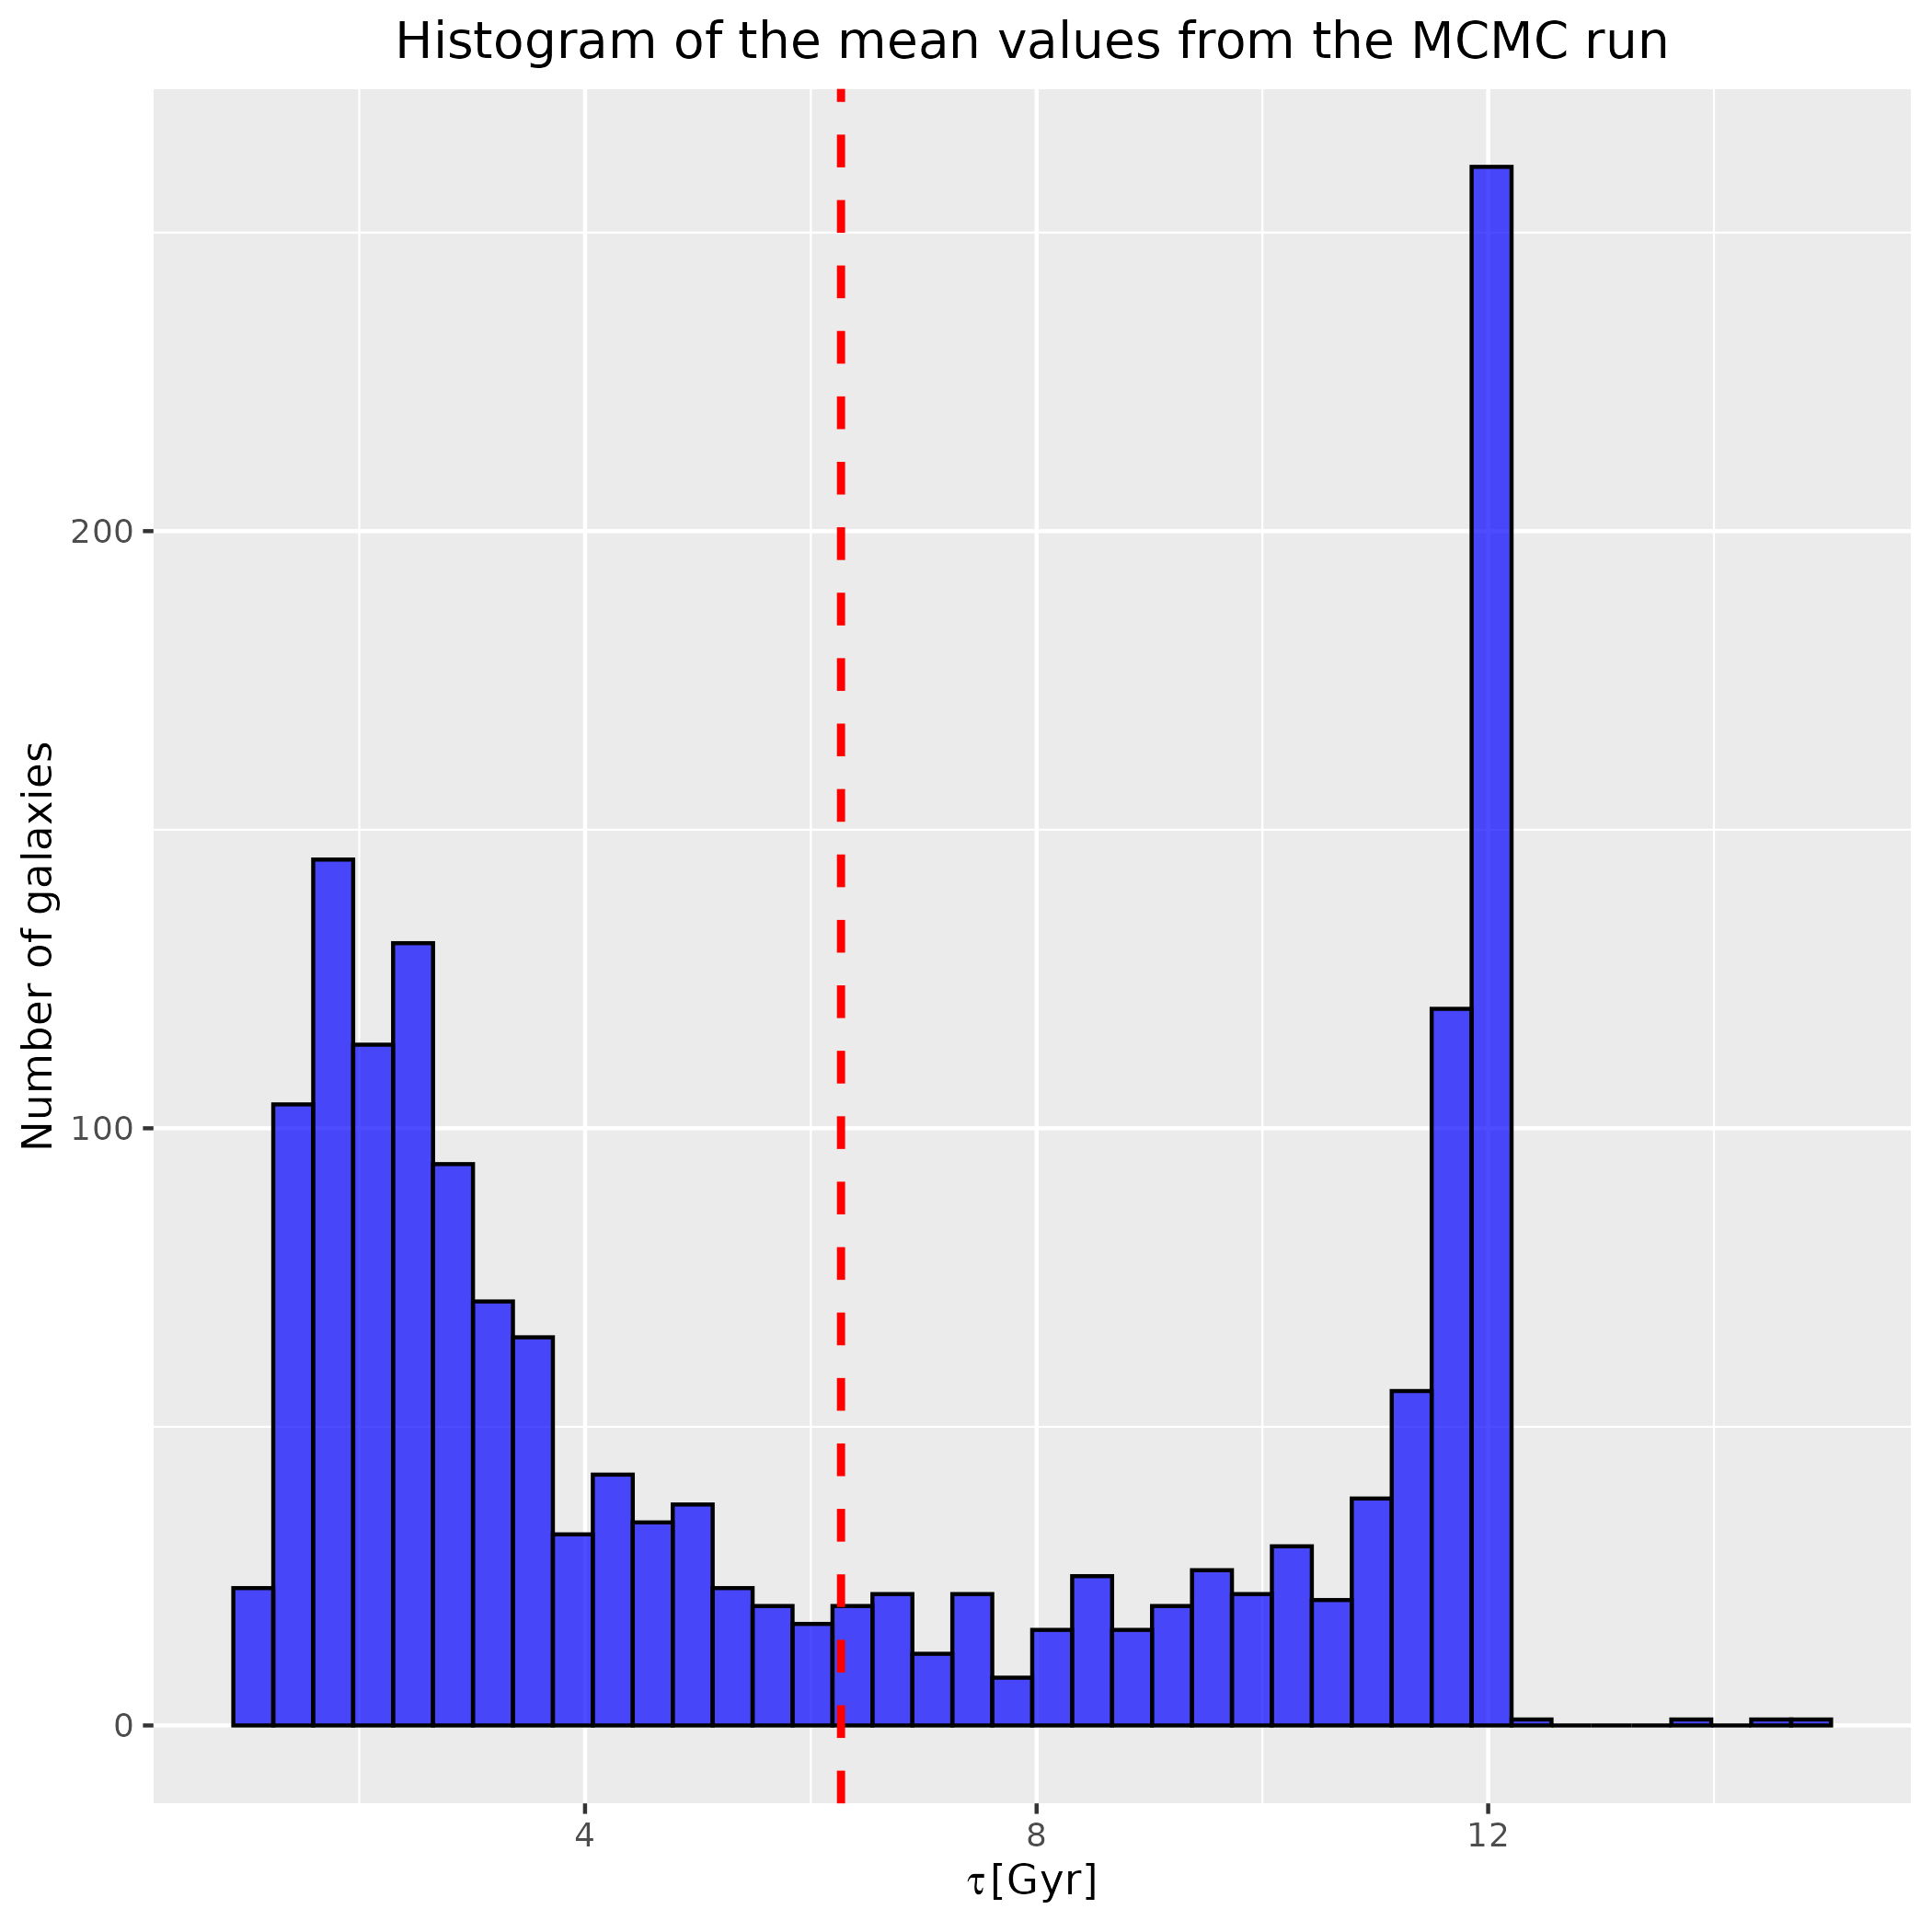 Histogram of the mean values from the MCMC run
Number of galaxies
200
100
0
4
8
12
τ[Gyr]